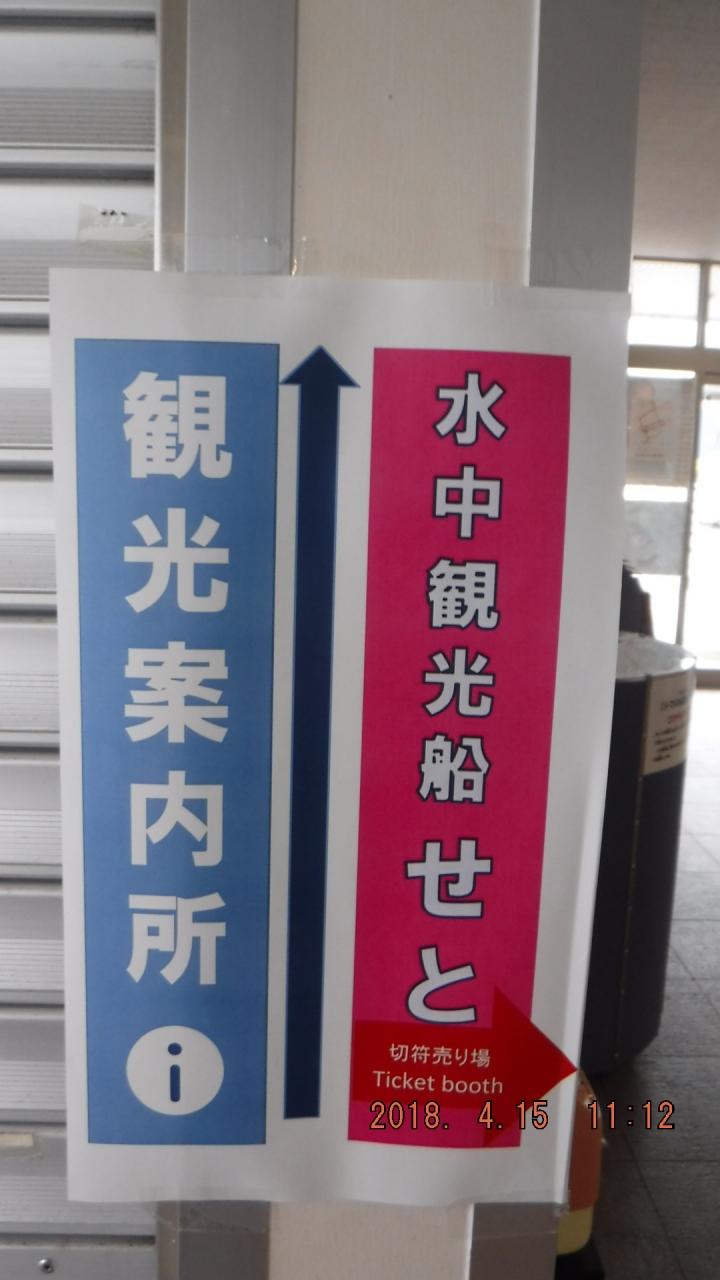 観光案内所
i
水中観光船 せと
切符売り場
Ticket booth
2018. 4.15 11:12